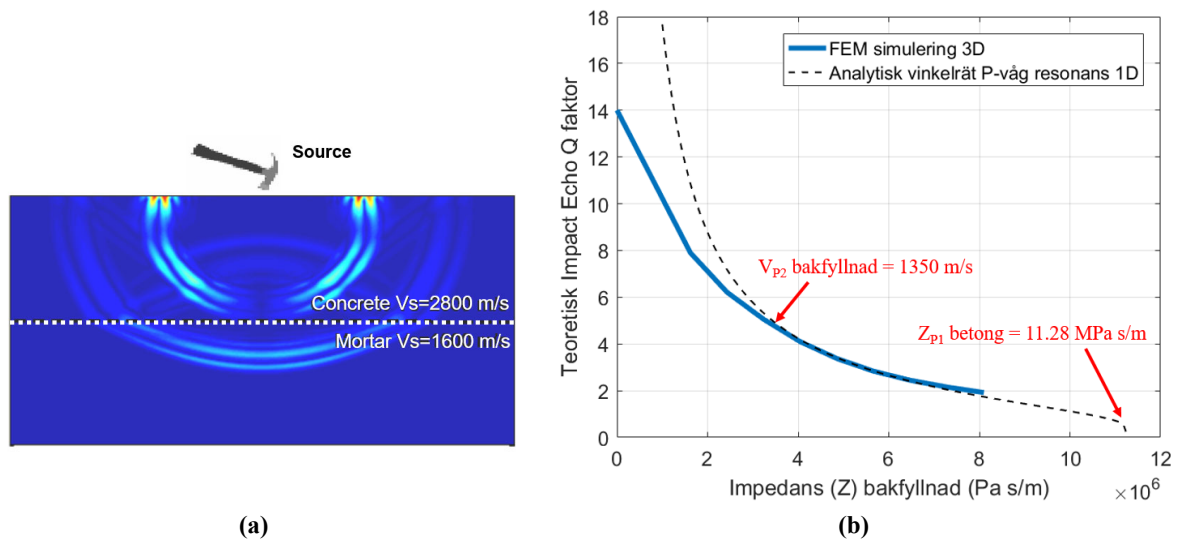 Source
Concrete Vs=2800 m/s
Mortar Vs=1600 m/s
(a)
Teoretisk Impact Echo Q faktor
18
16
14
12
10
8
6
4
2
0
FEM simulering 3D
Analytisk vinkelrät P-våg resonans 1D
V_P2 bakfyllnad = 1350 m/s
Z_P1 betong = 11.28 MPa s/m
0 2 4 6 8 10 12
Impedans (Z) bakfyllnad (Pa s/m)
×10⁶
(b)